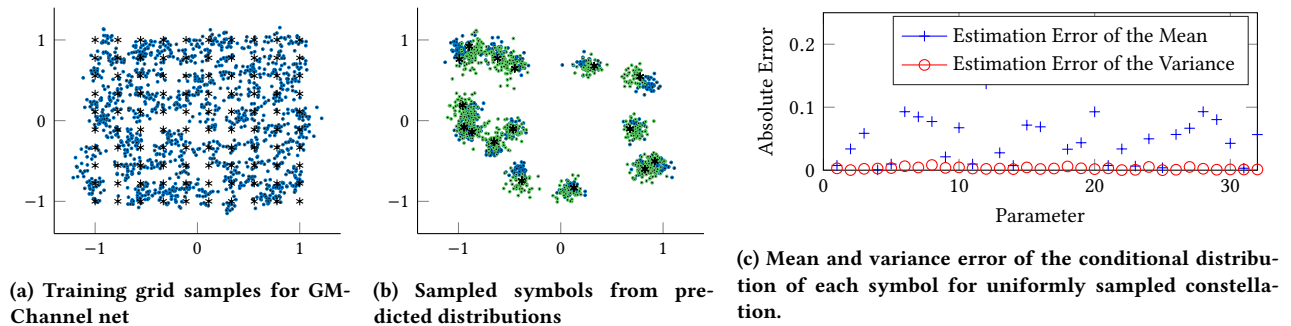 1
0
−1
−1
0
1
(a) Training grid samples for GM-
Channel net
1
0
−1
−1
0
1
(b) Sampled symbols from pre-
dicted distributions
Estimation Error of the Mean
Estimation Error of the Variance
0.2
0.1
0
Absolute Error
0
10
20
30
Parameter
(c) Mean and variance error of the conditional distribu-
tion of each symbol for uniformly sampled constella-
tion.